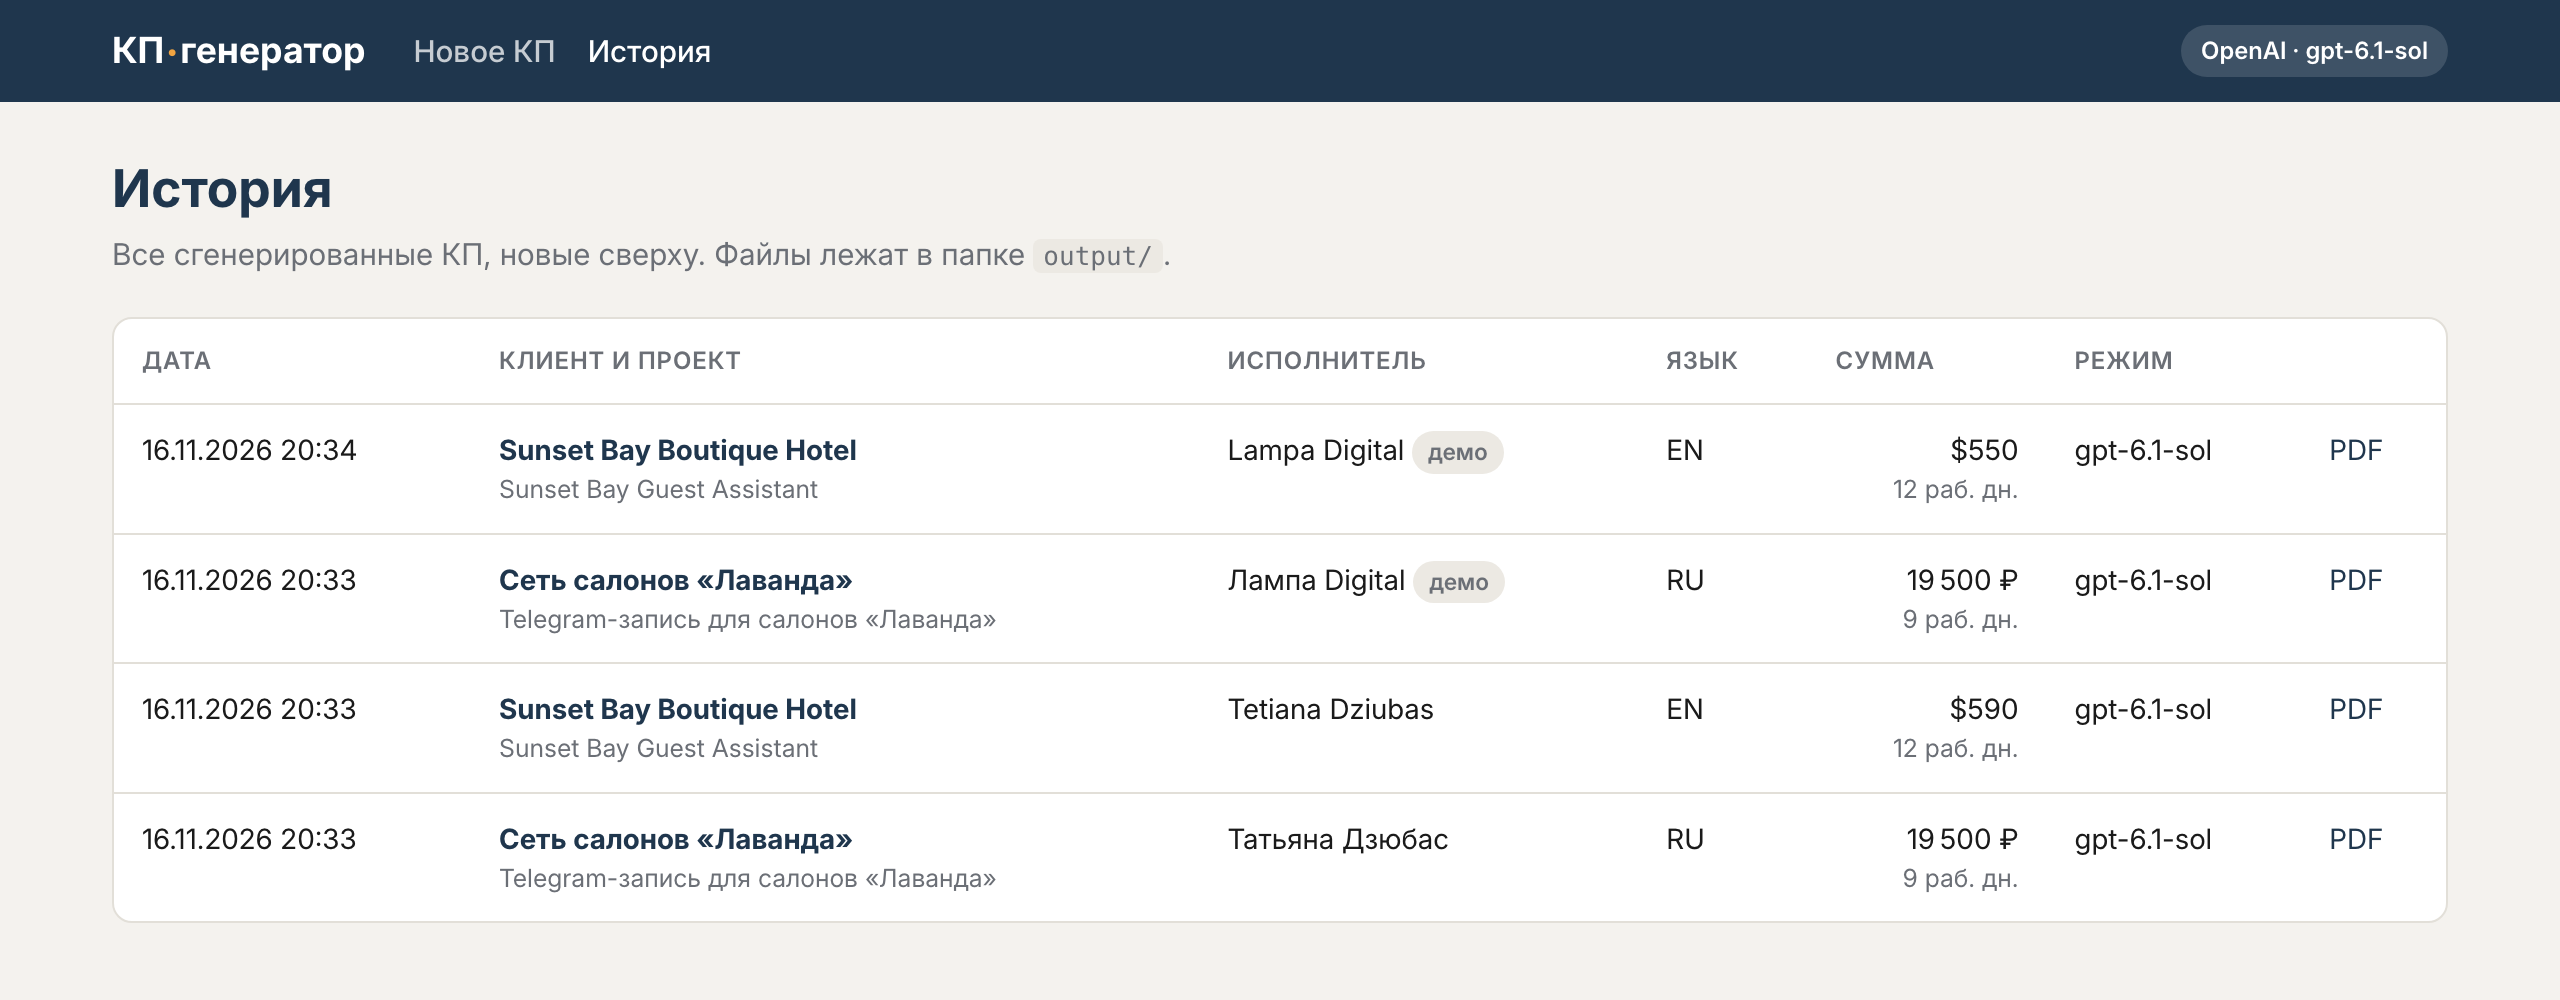 КП·генератор Новое КП История OpenAI · gpt-6.1-sol
История
Все сгенерированные КП, новые сверху. Файлы лежат в папке output/.
ДАТА КЛИЕНТ И ПРОЕКТ ИСПОЛНИТЕЛЬ ЯЗЫК СУММА РЕЖИМ
16.11.2026 20:34 Sunset Bay Boutique Hotel Lampa Digital демо EN $550 gpt-6.1-sol PDF
Sunset Bay Guest Assistant 12 раб. дн.
16.11.2026 20:33 Сеть салонов «Лаванда» Лампа Digital демо RU 19 500 ₽ gpt-6.1-sol PDF
Telegram-запись для салонов «Лаванда» 9 раб. дн.
16.11.2026 20:33 Sunset Bay Boutique Hotel Tetiana Dziubas EN $590 gpt-6.1-sol PDF
Sunset Bay Guest Assistant 12 раб. дн.
16.11.2026 20:33 Сеть салонов «Лаванда» Татьяна Дзюбас RU 19 500 ₽ gpt-6.1-sol PDF
Telegram-запись для салонов «Лаванда» 9 раб. дн.